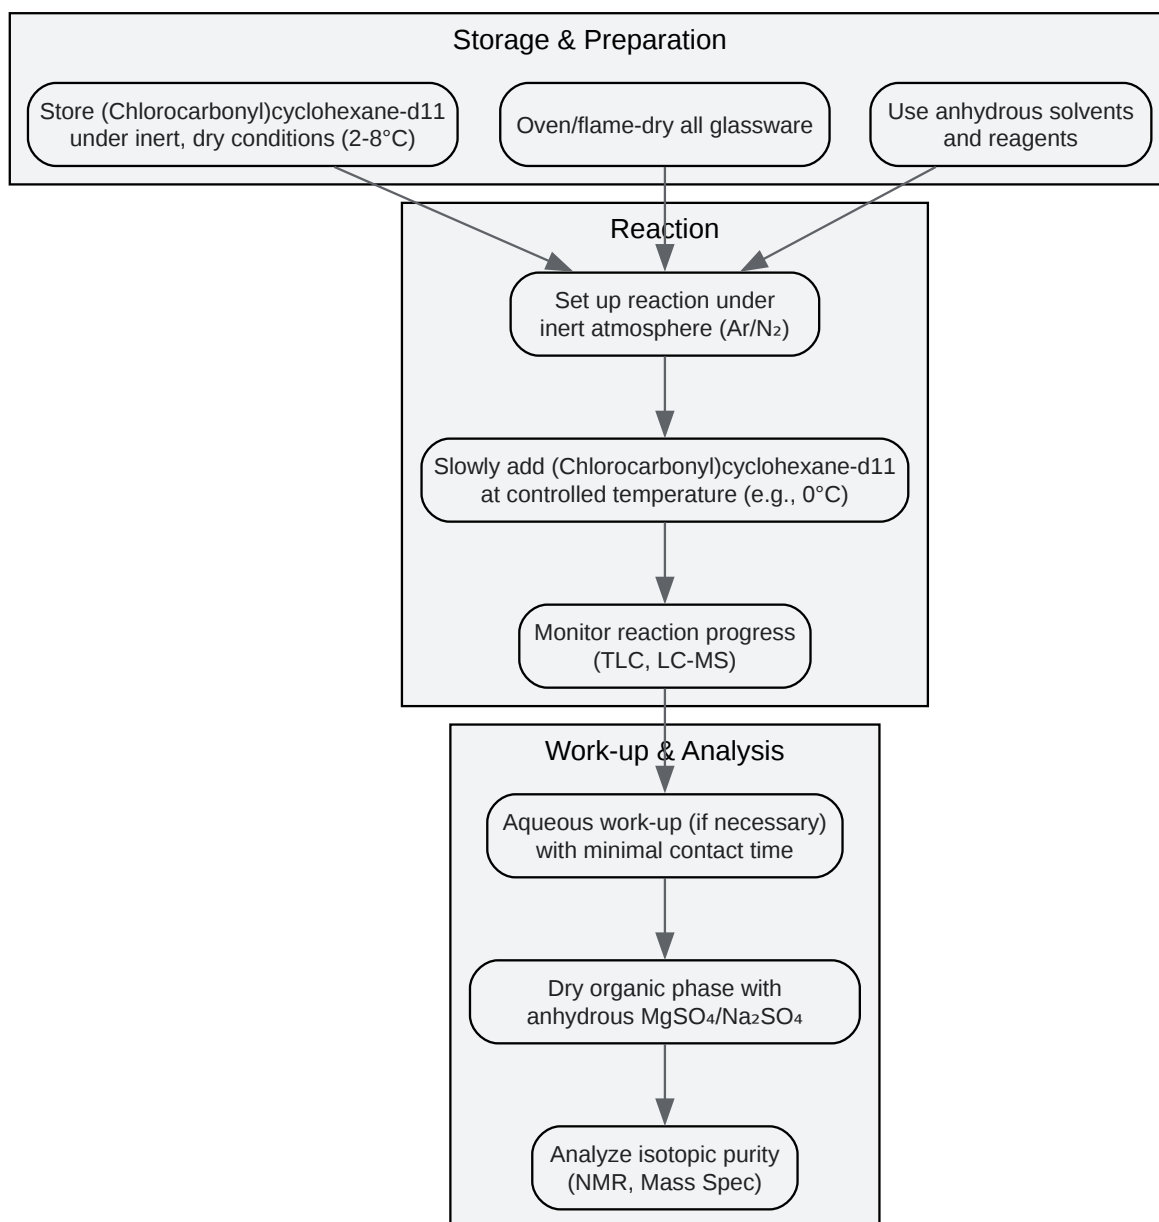 Storage & Preparation
Store (Chlorocarbonyl)cyclohexane-d11
under inert, dry conditions (2-8°C)
Oven/flame-dry all glassware
Use anhydrous solvents
and reagents
Reaction
Set up reaction under
inert atmosphere (Ar/N₂)
Slowly add (Chlorocarbonyl)cyclohexane-d11
at controlled temperature (e.g., 0°C)
Monitor reaction progress
(TLC, LC-MS)
Work-up & Analysis
Aqueous work-up (if necessary)
with minimal contact time
Dry organic phase with
anhydrous MgSO₄/Na₂SO₄
Analyze isotopic purity
(NMR, Mass Spec)